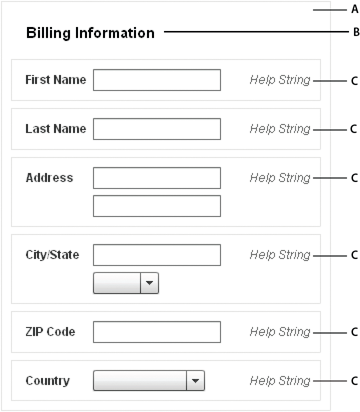 A
Billing Information B
First Name Help String C
Last Name Help String C
Address Help String C
City/State Help String C
ZIP Code Help String C
Country Help String C